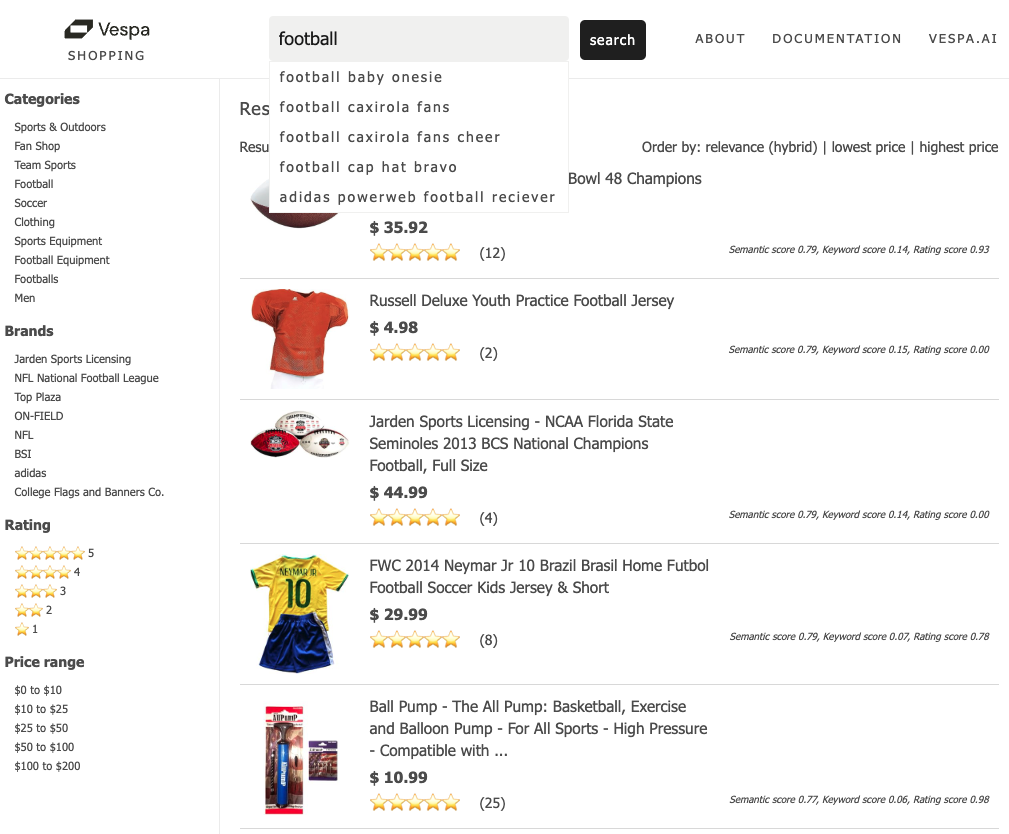 Vespa
SHOPPING
football
search
ABOUT
DOCUMENTATION
VESPA.AI
football baby onesie
football caxirola fans
football caxirola fans cheer
football cap hat bravo
adidas powerweb football reciever
Categories
Sports & Outdoors
Fan Shop
Team Sports
Football
Soccer
Clothing
Sports Equipment
Football Equipment
Footballs
Men
Brands
Jarden Sports Licensing
NFL National Football League
Top Plaza
ON-FIELD
NFL
BSI
adidas
College Flags and Banners Co.
Rating
5
4
3
2
1
Price range
$0 to $10
$10 to $25
$25 to $50
$50 to $100
$100 to $200
Order by: relevance (hybrid) | lowest price | highest price
Bowl 48 Champions
$ 35.92
(12)
Semantic score 0.79, Keyword score 0.14, Rating score 0.93
Russell Deluxe Youth Practice Football Jersey
$ 4.98
(2)
Semantic score 0.79, Keyword score 0.15, Rating score 0.00
Jarden Sports Licensing - NCAA Florida State
Seminoles 2013 BCS National Champions
Football, Full Size
$ 44.99
(4)
Semantic score 0.79, Keyword score 0.14, Rating score 0.00
NEYMAR JR
10
FWC 2014 Neymar Jr 10 Brazil Brasil Home Futbol
Football Soccer Kids Jersey & Short
$ 29.99
(8)
Semantic score 0.79, Keyword score 0.07, Rating score 0.78
ALLPUMP
Ball Pump - The All Pump: Basketball, Exercise
and Balloon Pump - For All Sports - High Pressure
- Compatible with ...
$ 10.99
(25)
Semantic score 0.77, Keyword score 0.06, Rating score 0.98